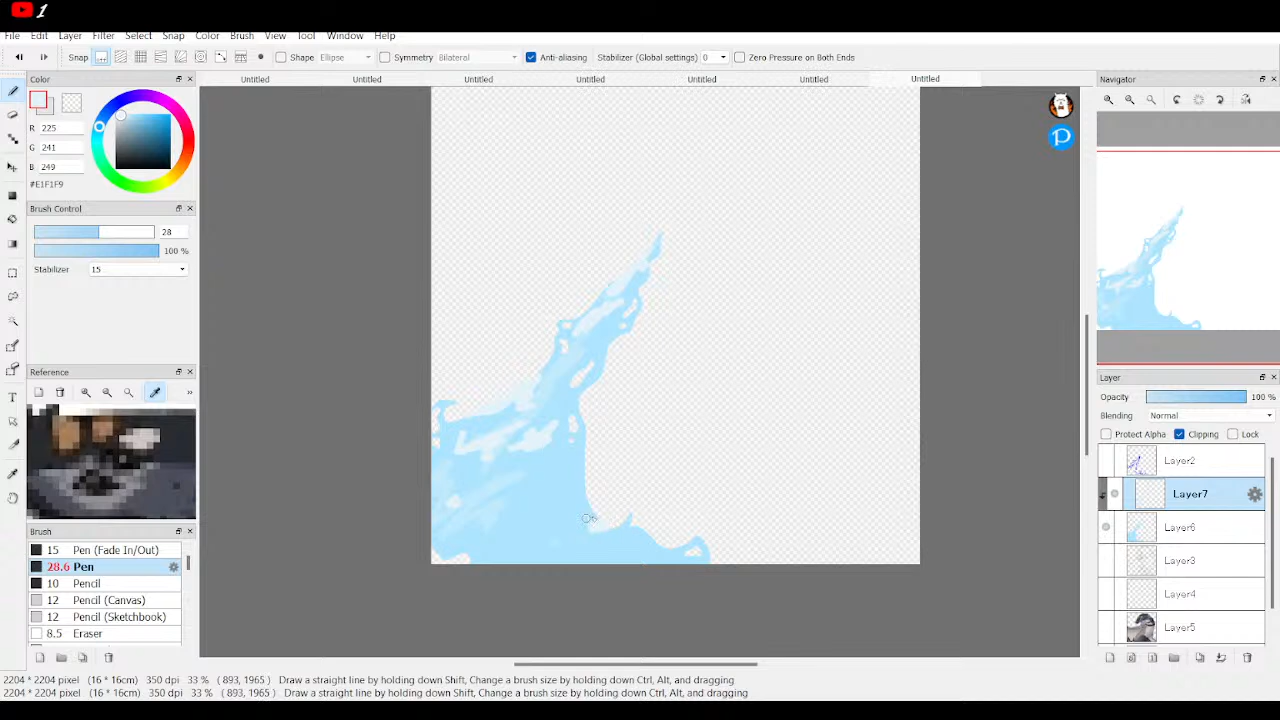 1
File Edit Layer Filter Select Snap Color Brush View Tool Window Help
Snap Shape Ellipse Symmetry Bilateral Anti-aliasing Stabilizer (Global settings) 0 Zero Pressure on Both Ends
Color Untitled Untitled Untitled Untitled Untitled Untitled Untitled Navigator
R 225
G 241
B 249
#E1F1F9
Brush Control
28
100 %
Stabilizer 15
Reference
»
Layer
Opacity 100 %
Blending Normal
Protect Alpha Clipping Lock
Layer2
Layer7
Layer6
Layer3
Layer4
Layer5
Brush
15 Pen (Fade In/Out)
28.6 Pen
10 Pencil
12 Pencil (Canvas)
12 Pencil (Sketchbook)
8.5 Eraser
2204 * 2204 pixel (16 * 16cm) 350 dpi 33 % ( 893, 1965) Draw a straight line by holding down Shift, Change a brush size by holding down Ctrl, Alt, and dragging
2204 * 2204 pixel (16 * 16cm) 350 dpi 33 % ( 893, 1965) Draw a straight line by holding down Shift, Change a brush size by holding down Ctrl, Alt, and dragging